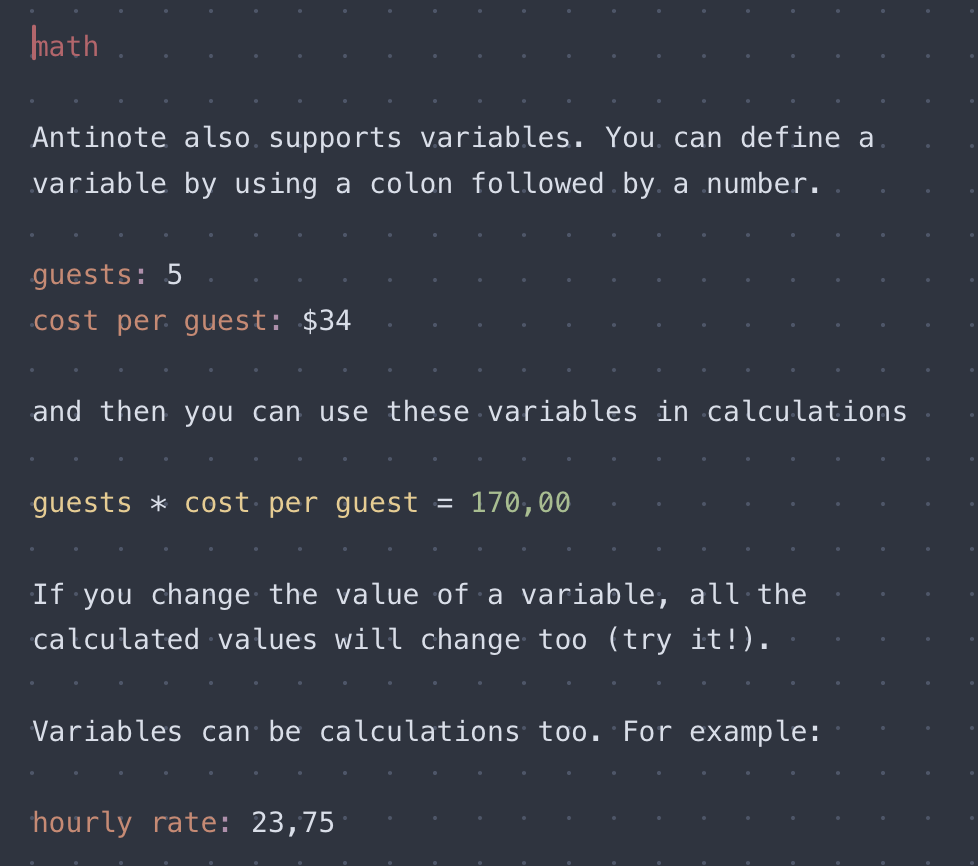 math
Antinote also supports variables. You can define a
variable by using a colon followed by a number.
guests: 5
cost per guest: $34
and then you can use these variables in calculations
guests * cost per guest = 170,00
If you change the value of a variable, all the
calculated values will change too (try it!).
Variables can be calculations too. For example:
hourly rate: 23,75